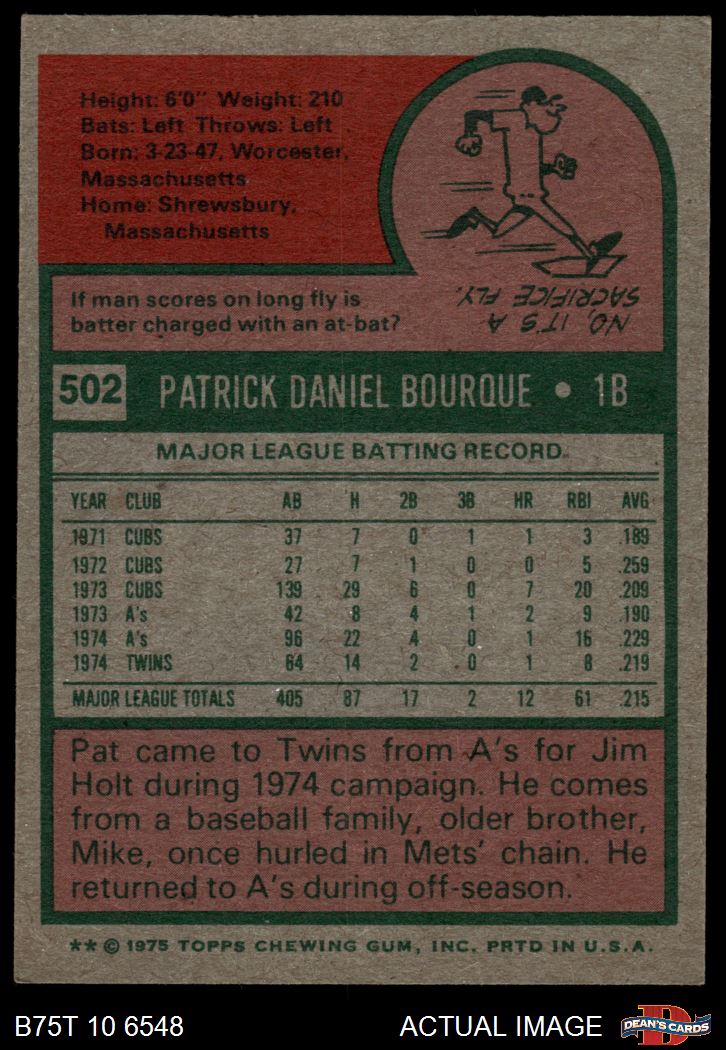 Height: 6'0" Weight: 210
Bats: Left Throws: Left
Born: 3-23-47, Worcester,
Massachusetts
Home: Shrewsbury,
Massachusetts
If man scores on long fly is
batter charged with an at-bat?
NO, IT'S A
SACRIFICE FLY.
502 PATRICK DANIEL BOURQUE • 1B
MAJOR LEAGUE BATTING RECORD
YEAR CLUB AB H 2B 3B HR RBI AVG
1971 CUBS 37 7 0 1 1 3 .189
1972 CUBS 27 7 1 0 0 5 .259
1973 CUBS 139 29 6 0 7 20 .209
1973 A's 42 8 4 1 2 9 .190
1974 A's 96 22 4 0 1 16 .229
1974 TWINS 64 14 2 0 1 8 .219
MAJOR LEAGUE TOTALS 405 87 17 2 12 61 .215
Pat came to Twins from A's for Jim
Holt during 1974 campaign. He comes
from a baseball family, older brother,
Mike, once hurled in Mets' chain. He
returned to A's during off-season.
** © 1975 TOPPS CHEWING GUM, INC. PRTD IN U.S.A.
B75T 10 6548 ACTUAL IMAGE DEAN'S CARDS